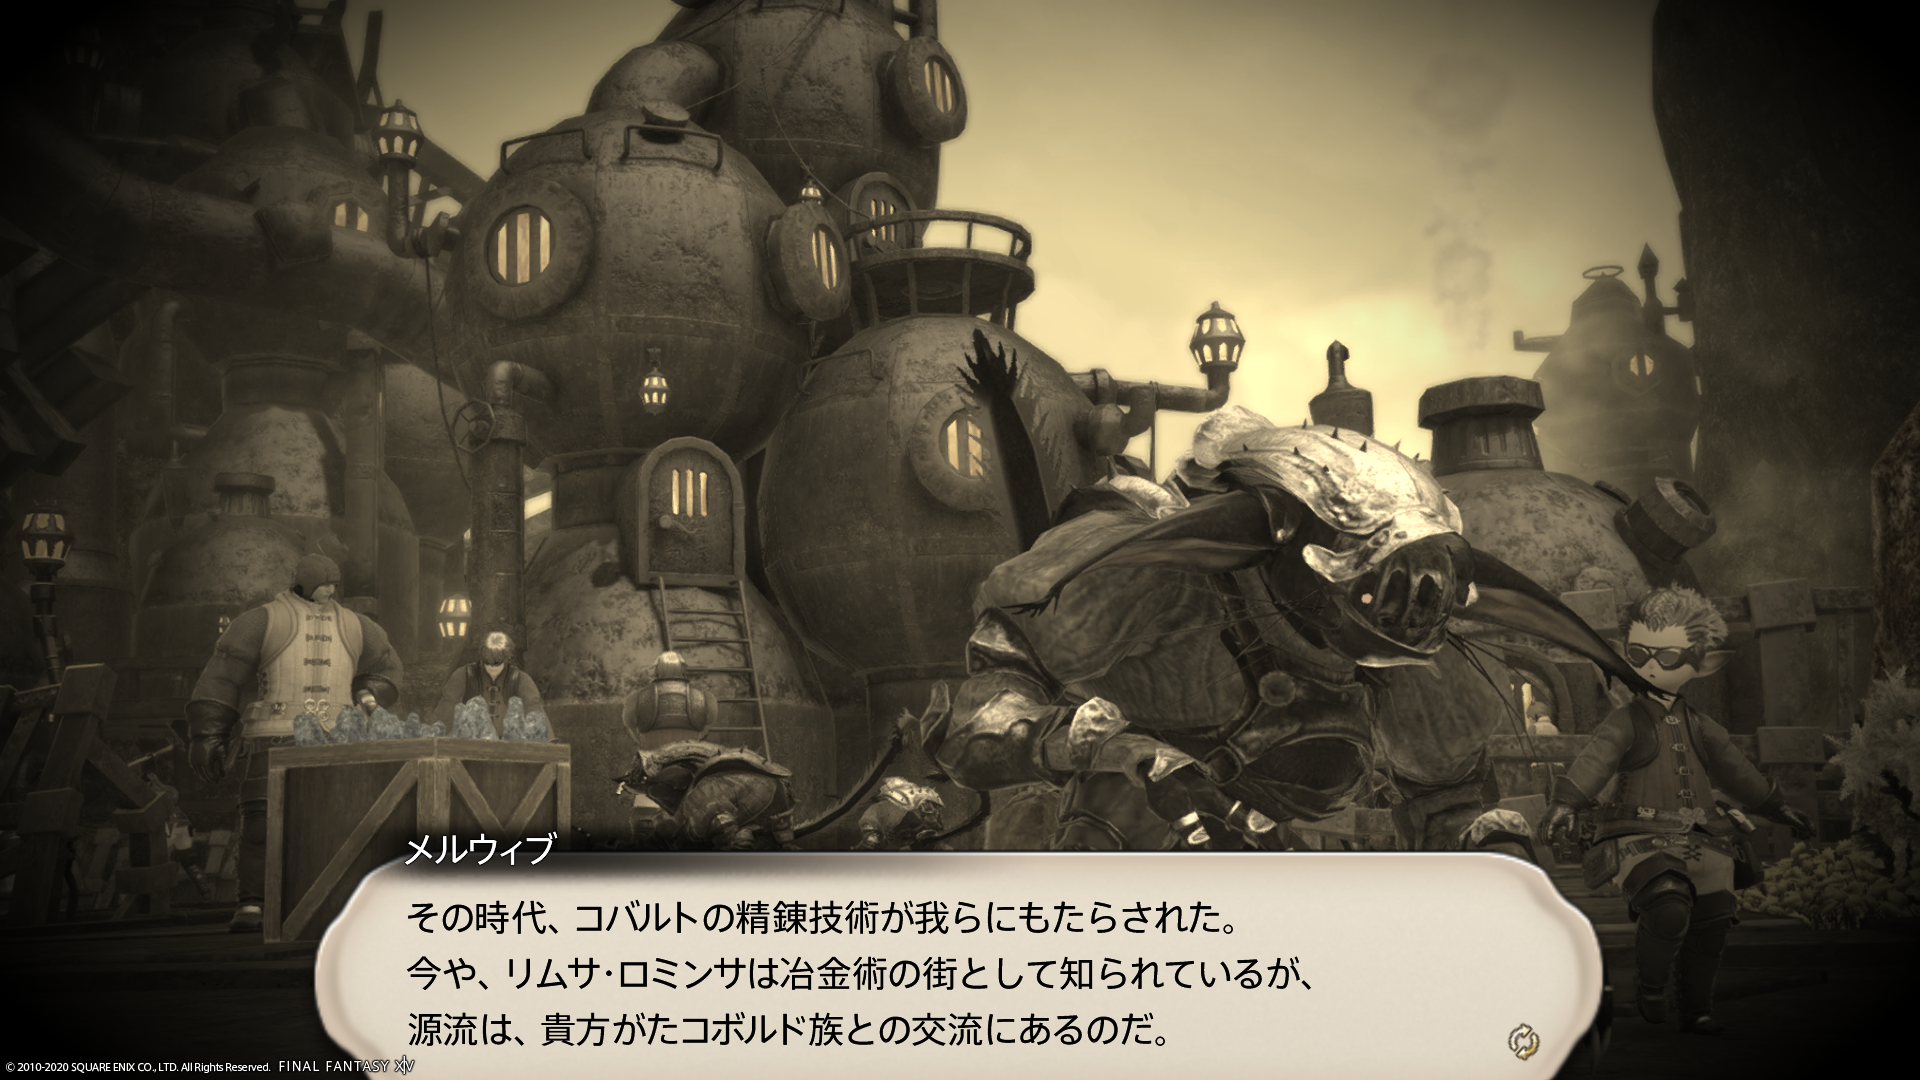 メルウィブ
その時代、コバルトの精錬技術が我らにもたらされた。
今や、リムサ・ロミンサは冶金術の街として知られているが、
源流は、貴方がたコボルド族との交流にあるのだ。
© 2010-2020 SQUARE ENIX CO., LTD. All Rights Reserved. FINAL FANTASY XIV